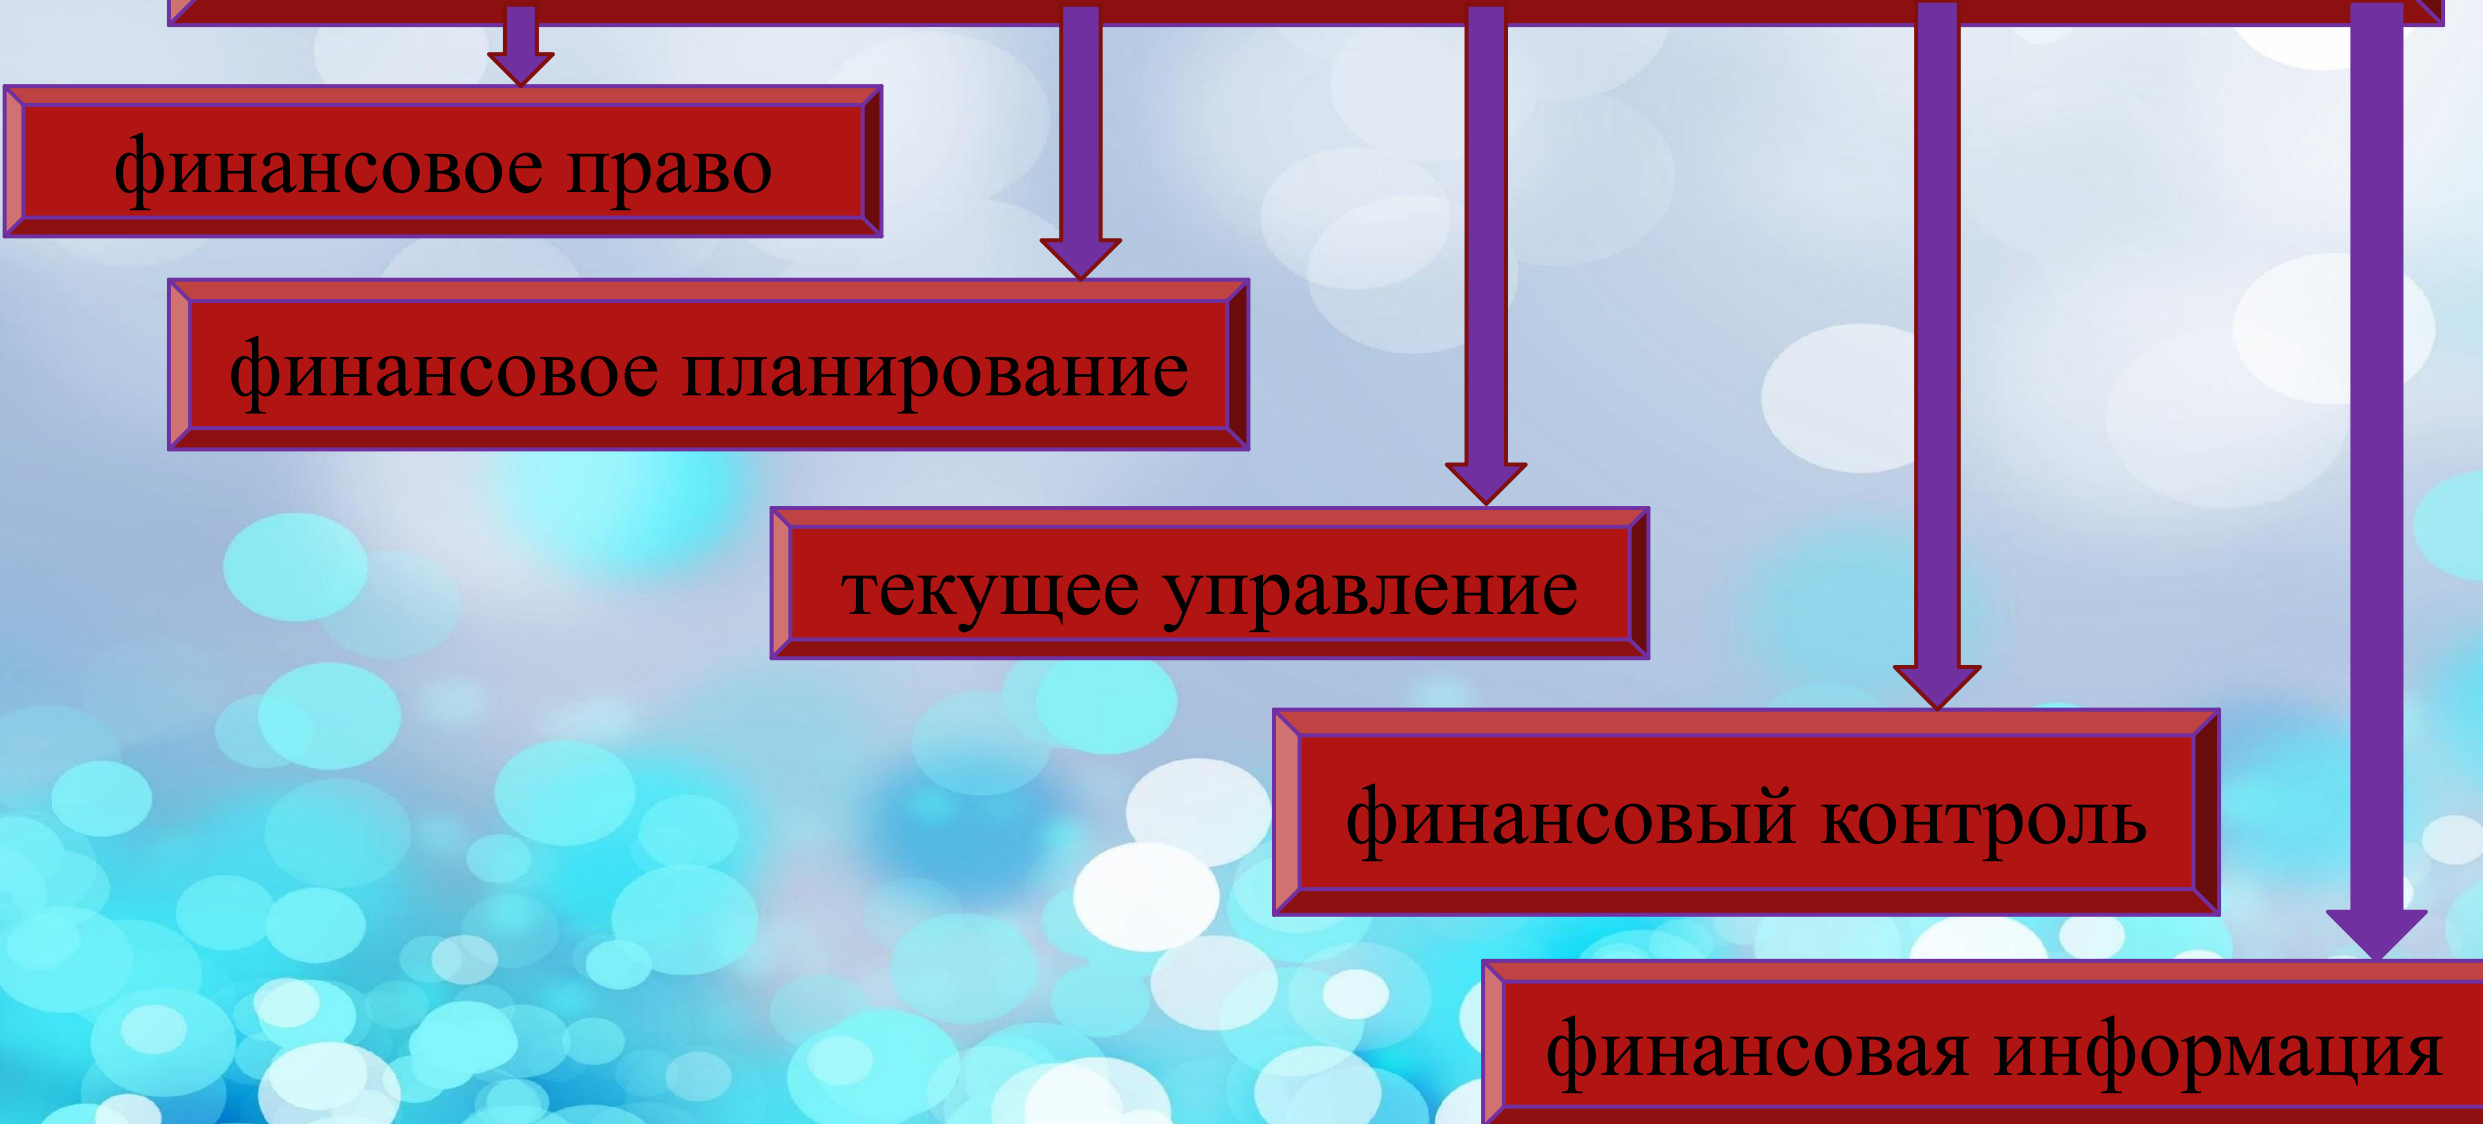 финансовое право
финансовое планирование
текущее управление
финансовый контроль
финансовая информация